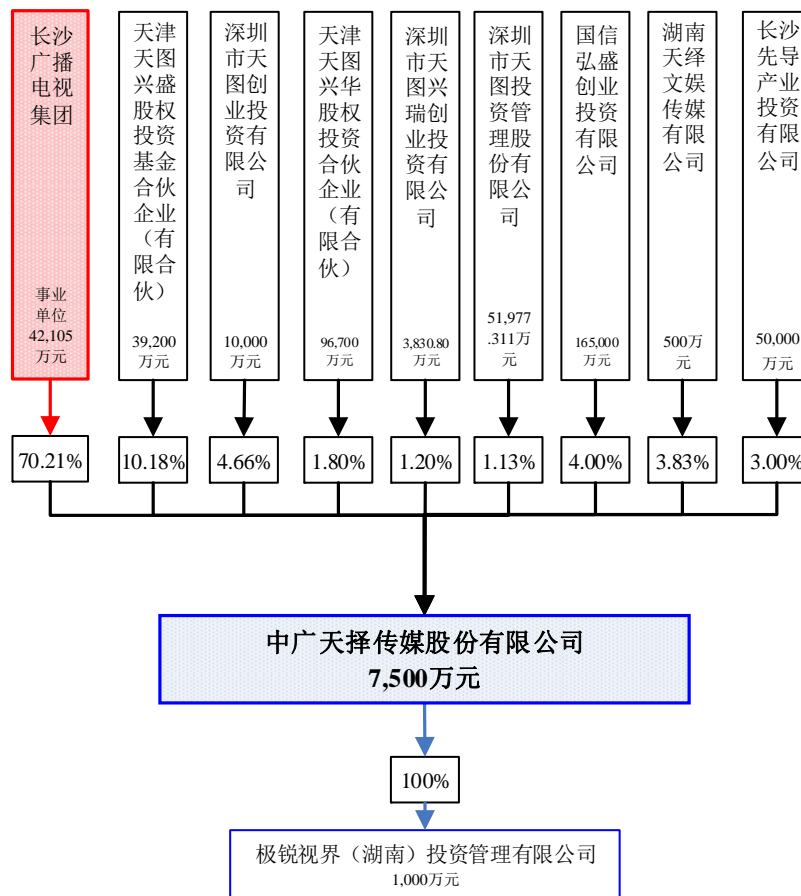 长沙
广播
电视
集团
事业
单位
42,105
万元
天津
天图
兴盛
股权
投资
基金
合伙
企业
（有
限合
伙）
39,200
万元
深圳
市天
图创
业投
资有
限公
司
10,000
万元
天津
天图
兴华
股权
投资
合伙
企业
（有
限合
伙）
96,700
万元
深圳
市天
图兴
瑞创
业投
资有
限公
司
3,830.80
万元
深圳
市天
图投
资管
理股
份有
限公
司
51,977
.311万
元
国信
弘盛
创业
投资
有限
公司
165,000
万元
湖南
天绎
文娱
传媒
有限
公司
500万
元
长沙
先导
产业
投资
有限
公司
50,000
万元
70.21%
10.18%
4.66%
1.80%
1.20%
1.13%
4.00%
3.83%
3.00%
中广天择传媒股份有限公司
7,500万元
100%
极锐视界（湖南）投资管理有限公司
1,000万元